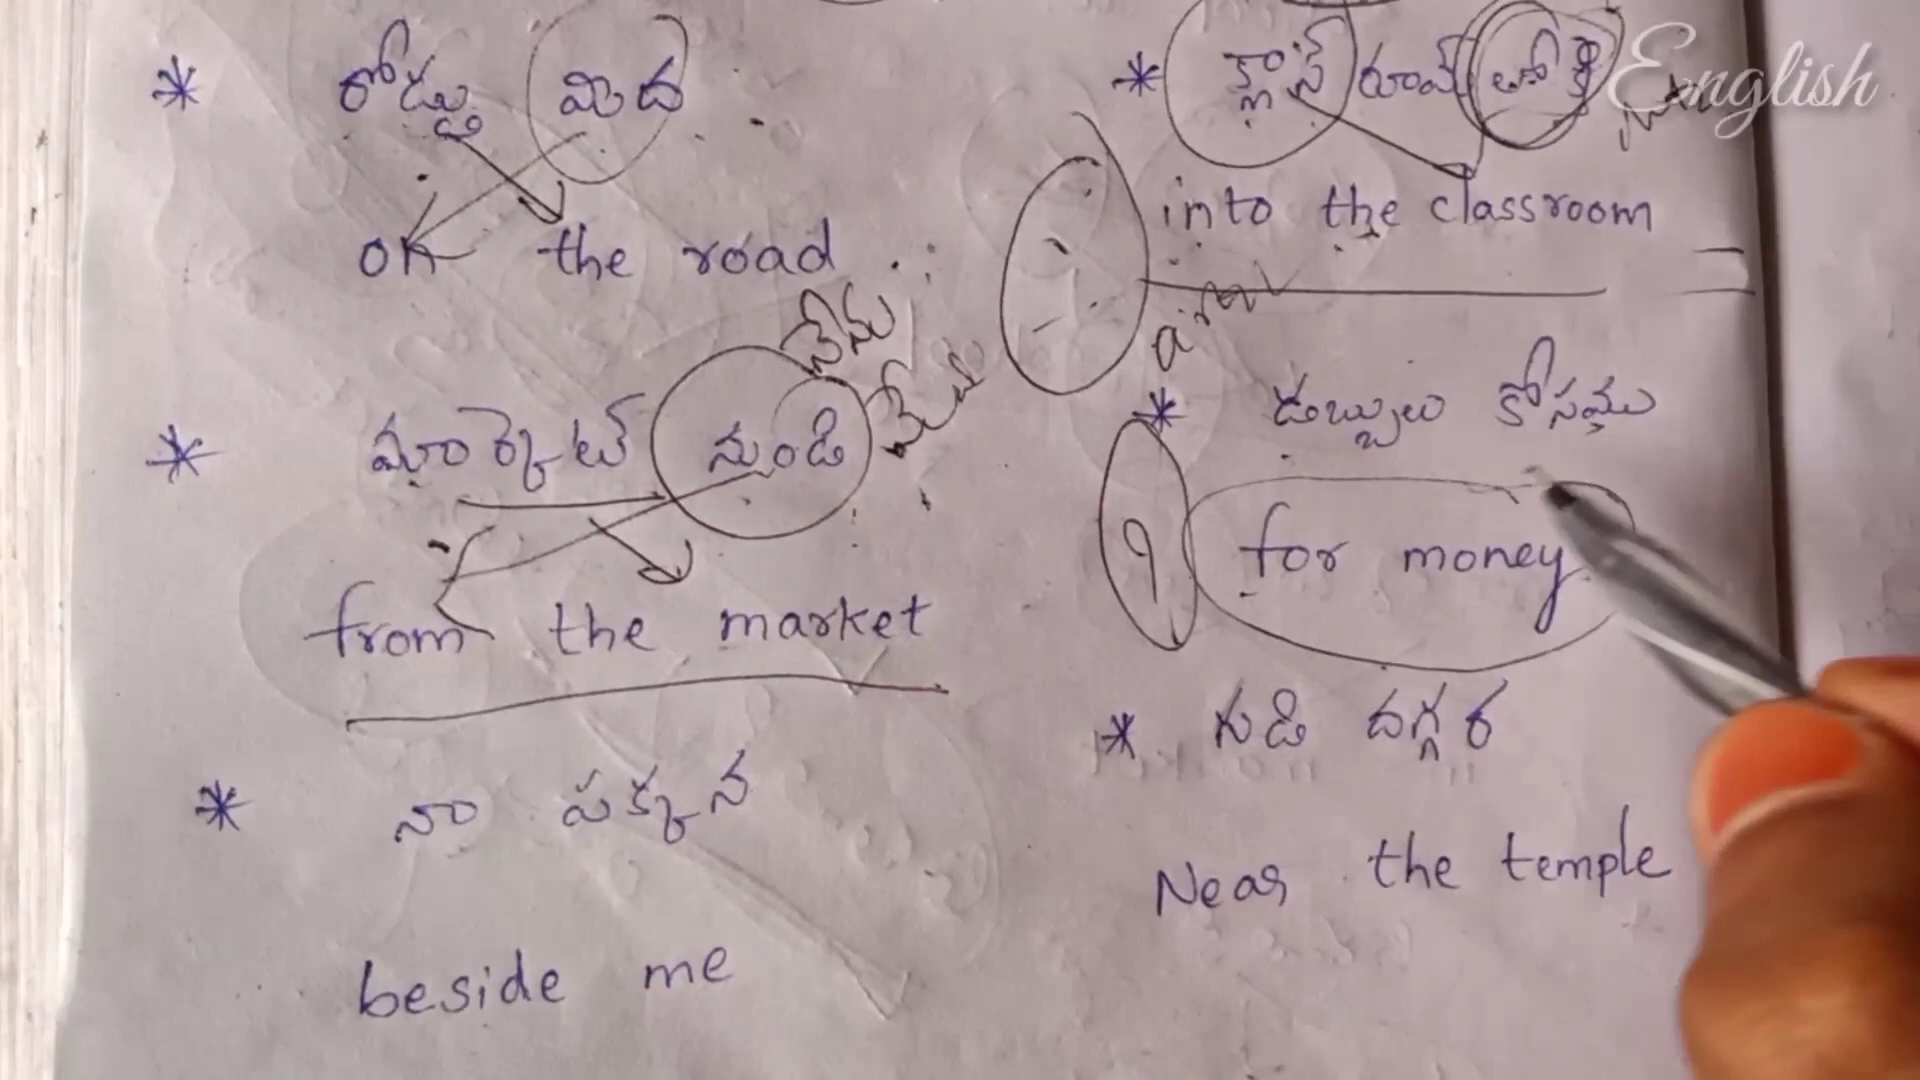 * రోడ్డు మీద
on the road
* మార్కెట్ నుండి
నేను
from the market
* నా పక్కన
beside me
English
* క్లాస్ రూమ్ లోకి
into the classroom
* డబ్బులు కోసము
for money
* గుడి దగ్గర
Near the temple